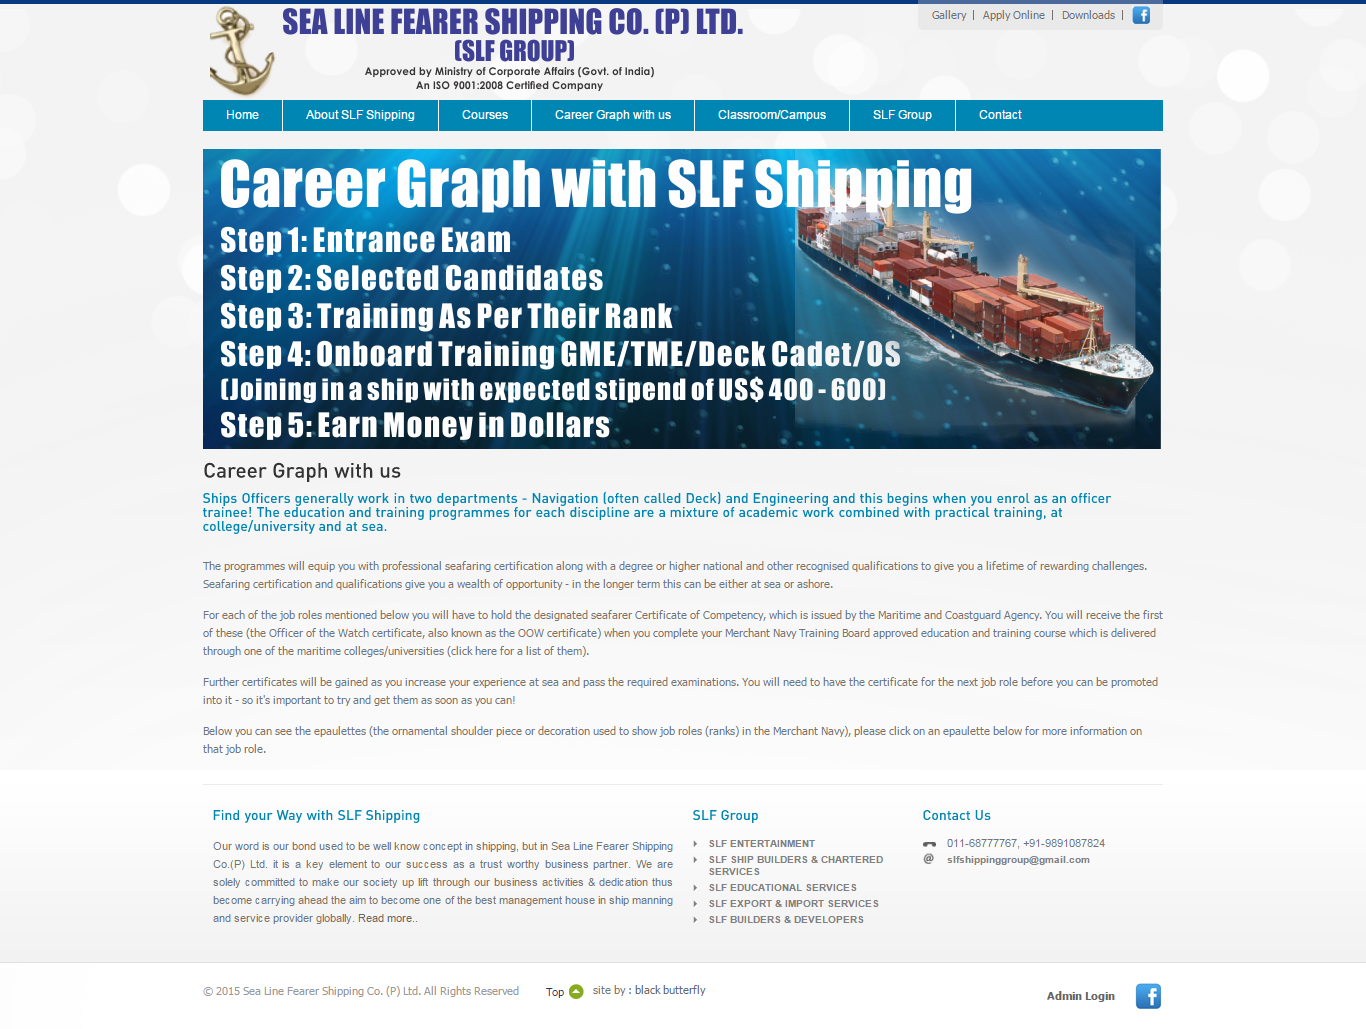 SEA LINE FEARER SHIPPING CO. (P) LTD.
(SLF GROUP)
Approved by Ministry of Corporate Affairs (Govt. of India)
An ISO 9001:2008 Certified Company
Gallery | Apply Online | Downloads |
Home About SLF Shipping Courses Career Graph with us Classroom/Campus SLF Group Contact
Career Graph with SLF Shipping
Step 1: Entrance Exam
Step 2: Selected Candidates
Step 3: Training As Per Their Rank
Step 4: Onboard Training GME/TME/Deck Cadet/OS
(Joining in a ship with expected stipend of US$ 400 - 600)
Step 5: Earn Money in Dollars
Career Graph with us
Ships Officers generally work in two departments - Navigation (often called Deck) and Engineering and this begins when you enrol as an officer
trainee! The education and training programmes for each discipline are a mixture of academic work combined with practical training, at
college/university and at sea.
The programmes will equip you with professional seafaring certification along with a degree or higher national and other recognised qualifications to give you a lifetime of rewarding challenges.
Seafaring certification and qualifications give you a wealth of opportunity - in the longer term this can be either at sea or ashore.
For each of the job roles mentioned below you will have to hold the designated seafarer Certificate of Competency, which is issued by the Maritime and Coastguard Agency. You will receive the first
of these (the Officer of the Watch certificate, also known as the OOW certificate) when you complete your Merchant Navy Training Board approved education and training course which is delivered
through one of the maritime colleges/universities (click here for a list of them).
Further certificates will be gained as you increase your experience at sea and pass the required examinations. You will need to have the certificate for the next job role before you can be promoted
into it - so it's important to try and get them as soon as you can!
Below you can see the epaulettes (the ornamental shoulder piece or decoration used to show job roles (ranks) in the Merchant Navy), please click on an epaulette below for more information on
that job role.
Find your Way with SLF Shipping
Our word is our bond used to be well know concept in shipping, but in Sea Line Fearer Shipping
Co.(P) Ltd. it is a key element to our success as a trust worthy business partner. We are
solely committed to make our society up lift through our business activities & dedication thus
become carrying ahead the aim to become one of the best management house in ship manning
and service provider globally. Read more..
SLF Group
SLF ENTERTAINMENT
SLF SHIP BUILDERS & CHARTERED
SERVICES
SLF EDUCATIONAL SERVICES
SLF EXPORT & IMPORT SERVICES
SLF BUILDERS & DEVELOPERS
Contact Us
011-68777767, +91-9891087824
@ slfshippinggroup@gmail.com
© 2015 Sea Line Fearer Shipping Co. (P) Ltd. All Rights Reserved Top site by : black butterfly
Admin Login